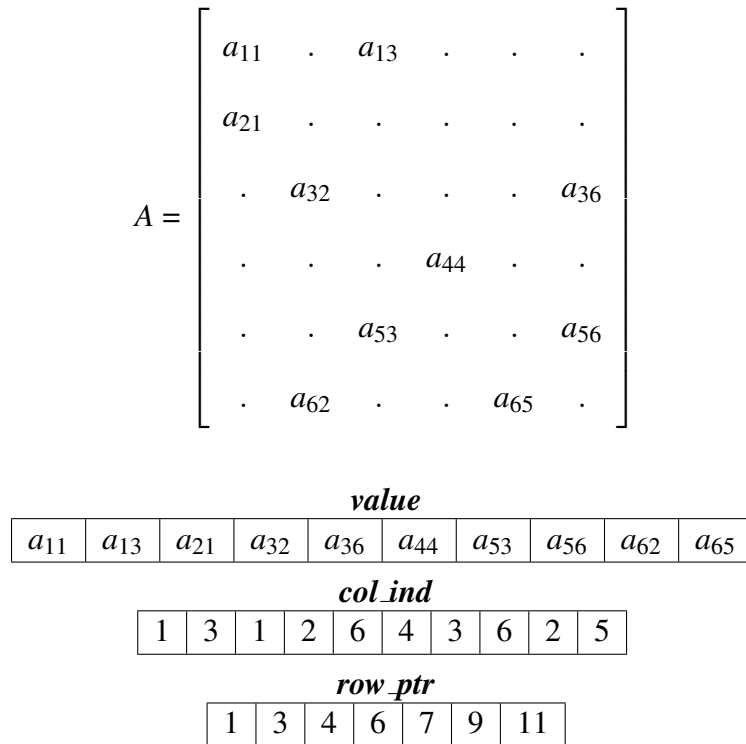 a11 . a13 . . .
a21 . . . . .
. a32 . . . a36
A =
. . . a44 . .
. . a53 . . a56
. a62 . . a65 .
value
a11 a13 a21 a32 a36 a44 a53 a56 a62 a65
col_ind
1 3 1 2 6 4 3 6 2 5
row_ptr
1 3 4 6 7 9 11